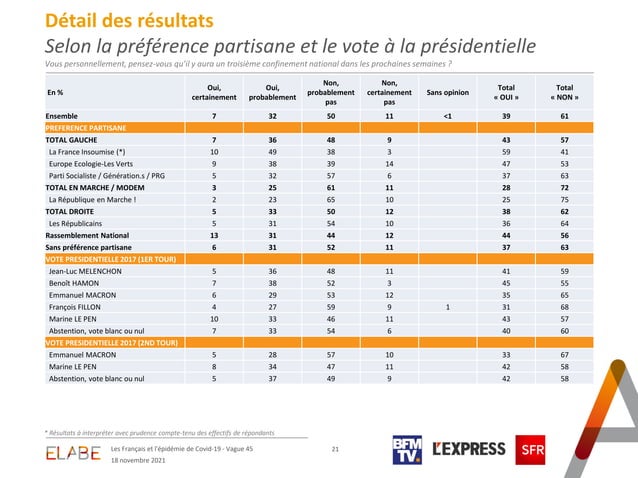 Détail des résultats
Selon la préférence partisane et le vote à la présidentielle
Vous personnellement, pensez-vous qu'il y aura un troisième confinement national dans les prochaines semaines ?
En % Oui, certainement Oui, probablement Non, probablement pas Non, certainement pas Sans opinion Total « OUI » Total « NON »
Ensemble 7 32 50 11 <1 39 61
PREFERENCE PARTISANE
TOTAL GAUCHE 7 36 48 9 43 57
La France Insoumise (*) 10 49 38 3 59 41
Europe Ecologie-Les Verts 9 38 39 14 47 53
Parti Socialiste / Génération.s / PRG 5 32 57 6 37 63
TOTAL EN MARCHE / MODEM 3 25 61 11 28 72
La République en Marche ! 2 23 65 10 25 75
TOTAL DROITE 5 33 50 12 38 62
Les Républicains 5 31 54 10 36 64
Rassemblement National 13 31 44 12 44 56
Sans préférence partisane 6 31 52 11 37 63
VOTE PRESIDENTIELLE 2017 (1ER TOUR)
Jean-Luc MELENCHON 5 36 48 11 41 59
Benoît HAMON 7 38 52 3 45 55
Emmanuel MACRON 6 29 53 12 35 65
François FILLON 4 27 59 9 1 31 68
Marine LE PEN 10 33 46 11 43 57
Abstention, vote blanc ou nul 7 33 54 6 40 60
VOTE PRESIDENTIELLE 2017 (2ND TOUR)
Emmanuel MACRON 5 28 57 10 33 67
Marine LE PEN 8 34 47 11 42 58
Abstention, vote blanc ou nul 5 37 49 9 42 58
* Résultats à interpréter avec prudence compte-tenu des effectifs de répondants
ELABE
Les Français et l'épidémie de Covid-19 - Vague 45
18 novembre 2021
21
BFM TV.
L'EXPRESS
SFR